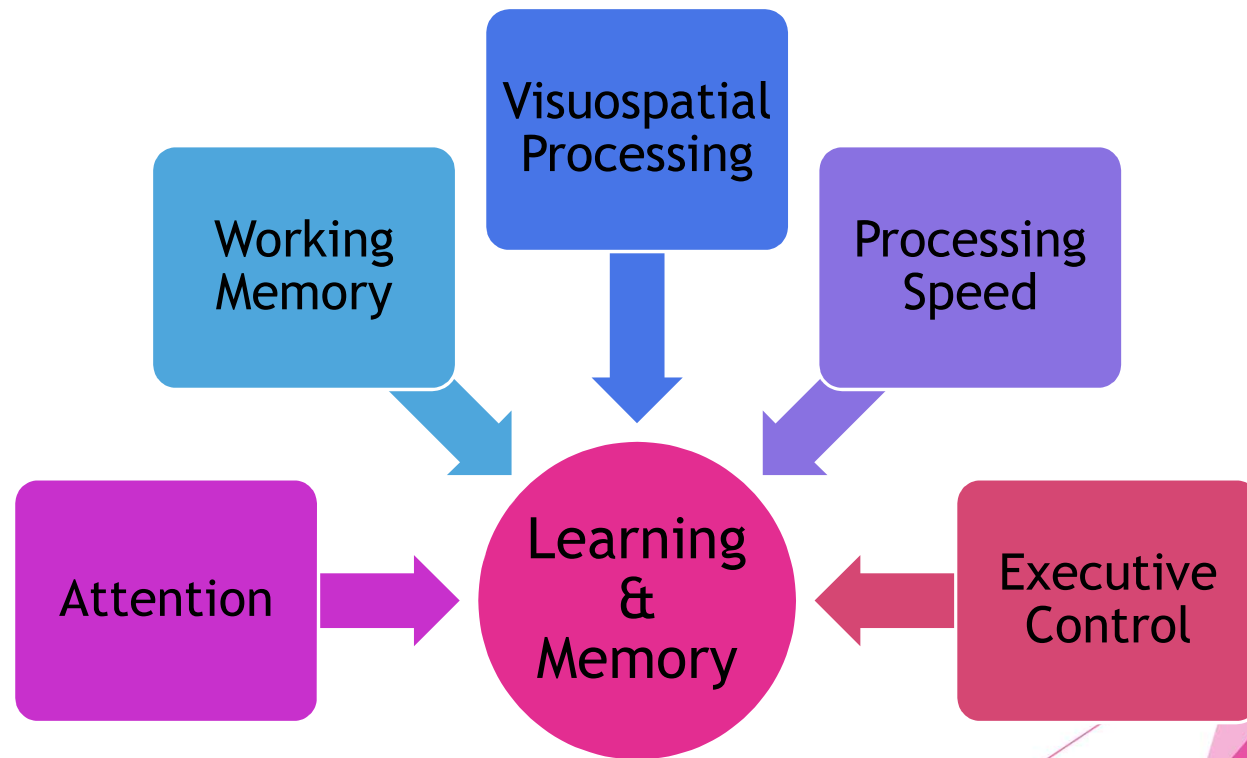 Visuospatial
Processing
Working
Memory
Processing
Speed
Attention
Learning
&
Memory
Executive
Control